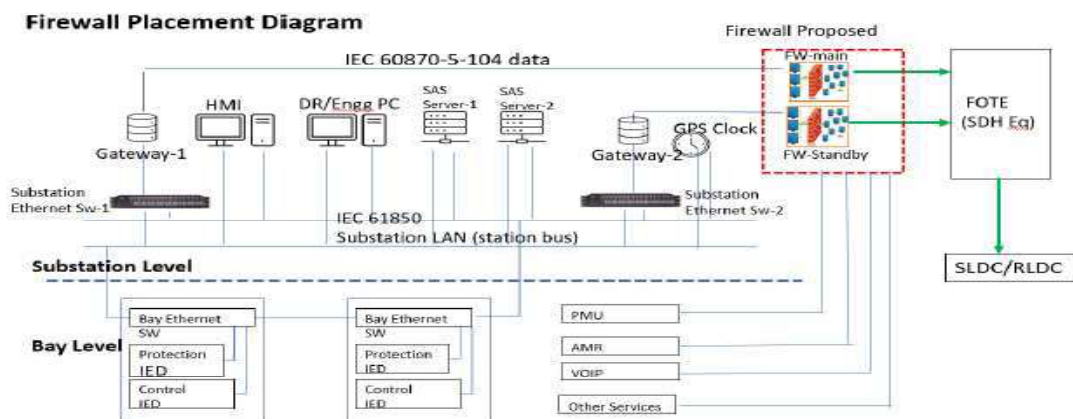 Firewall Placement Diagram
Firewall Proposed
IEC 60870-5-104 data
FW-main
HMI
DR/Engg PC
SAS
Server-1
SAS
Server-2
FOTE
(SDH Eq)
Gateway-1
Gateway-2
GPS Clock
FW-Standby
Substation
Ethernet Sw-1
Substation
Ethernet Sw-2
IEC 61850
Substation LAN (station bus)
Substation Level
SLDC/RLDC
Bay Ethernet
SW
Bay Ethernet
SW
PMU
Bay Level
Protection
IED
Protection
IED
AMR
VOIP
Control
IED
Control
IED
Other Services